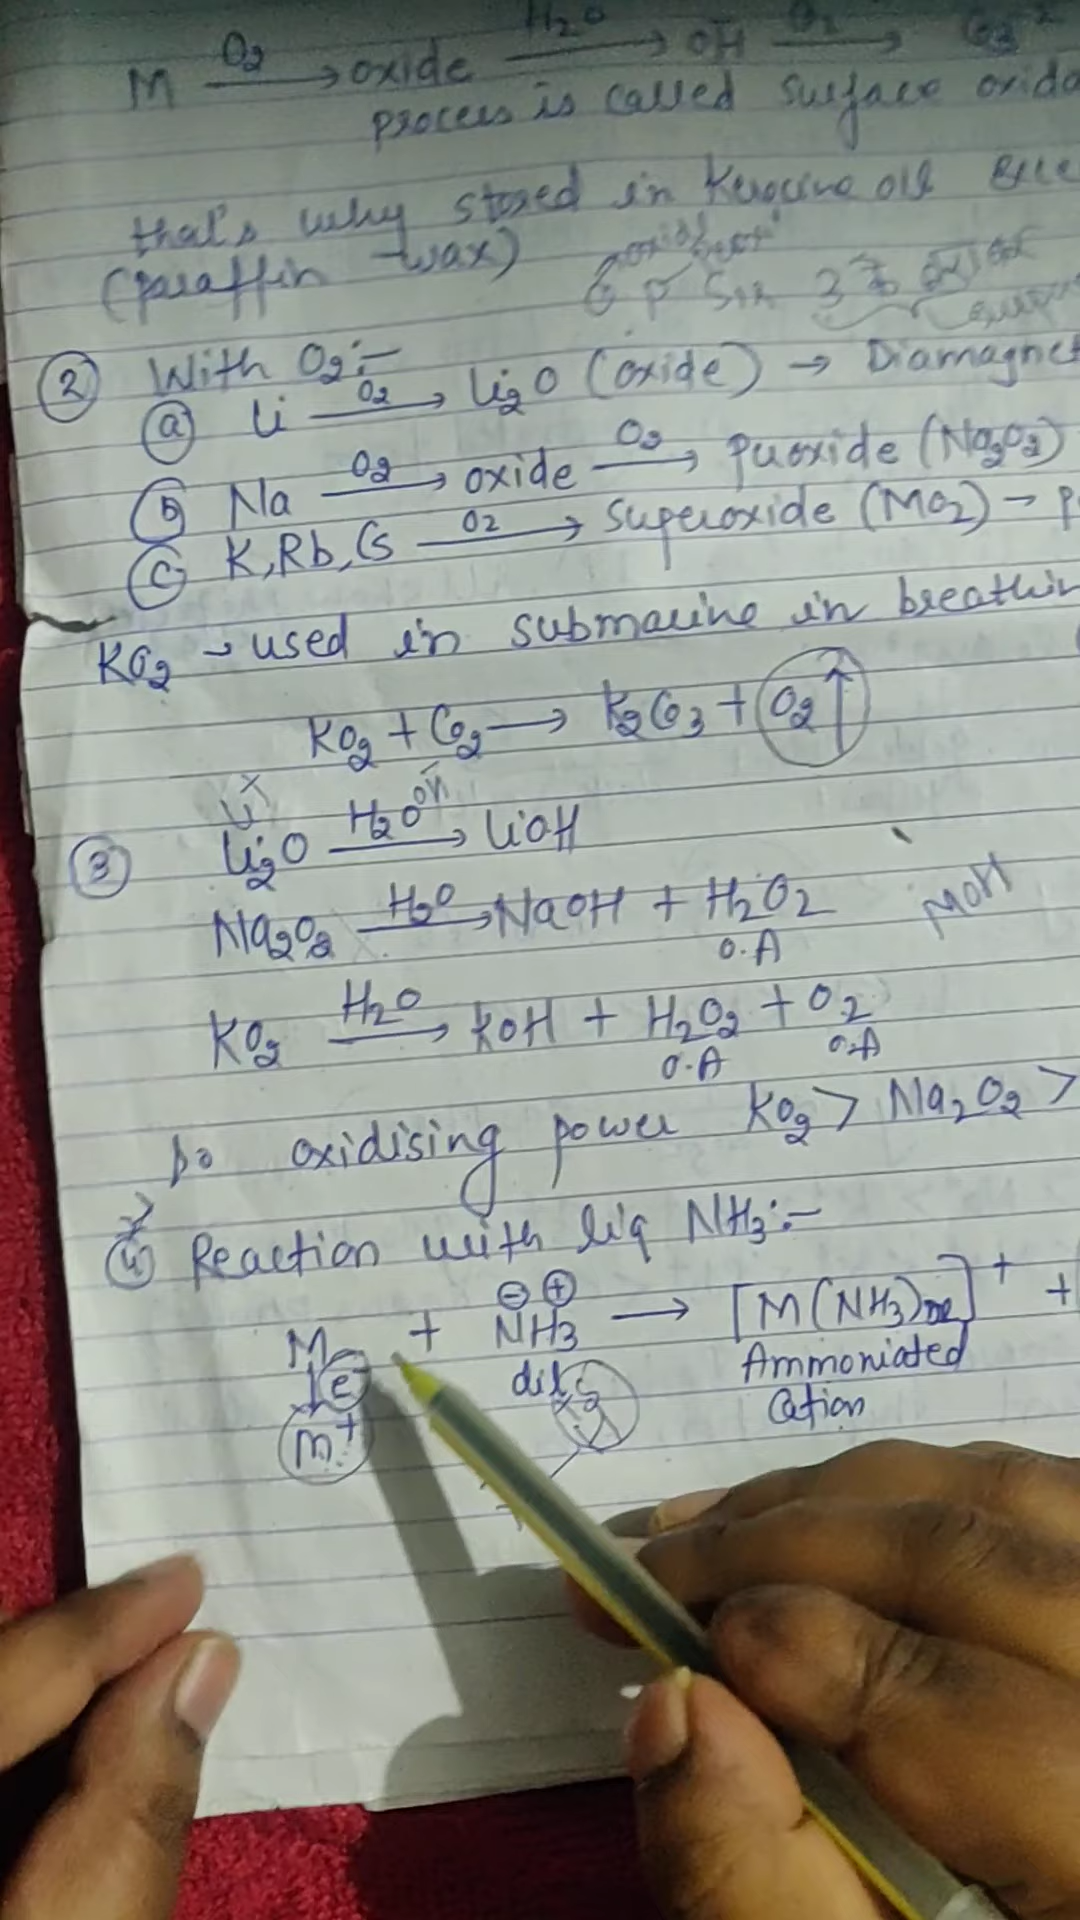 M O2→ oxide H2O→ OH
process is called surface
that's why stored in Kerocine oil
(paraffin wax)
② With O2:-
ⓐ Li O2→ Li2O (oxide) → Diamagnet
ⓑ Na O2→ oxide O2→ puoxide (Na2O2)
ⓒ K, Rb, Cs O2→ superoxide (MO2) →
KO2 → used in submarine in breathin
KO2 + CO2 → K2CO3 + O2↑
③ Li2O H2O→ LiOH
Na2O2 H2O→ NaOH + H2O2 MOH
O.A
KO2 H2O→ KOH + H2O2 + O2
O.A O.A
so oxidising power KO2 > Na2O2 >
④ Reaction with liq NH3:-
⊖ ⊕
M + NH3 → [M(NH3)x]+ +
e- dil. Ammoniated
M+ Cation